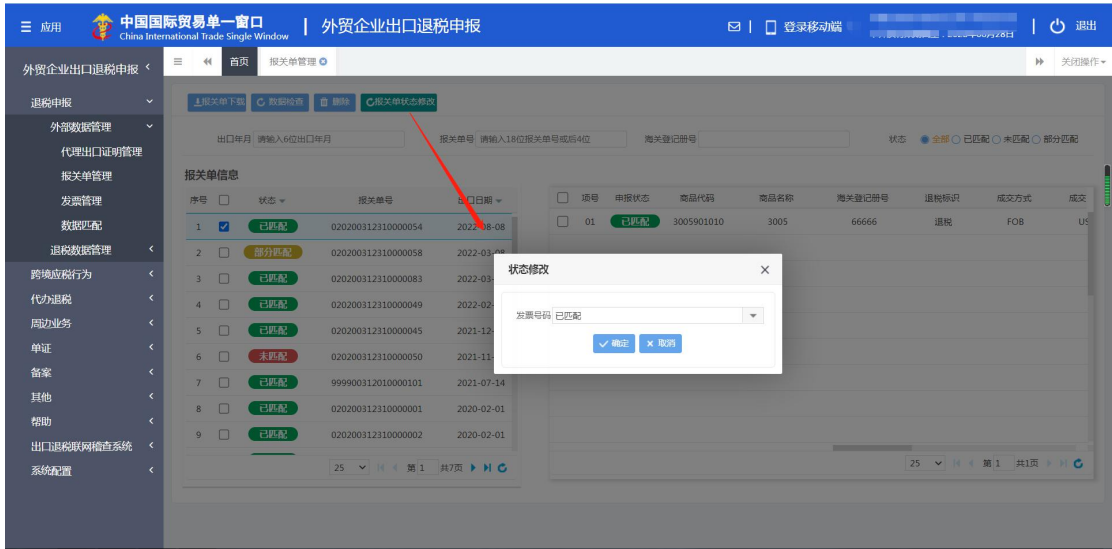 应用
中国国际贸易单一窗口
China International Trade Single Window
外贸企业出口退税申报
登录移动端
退出
外贸企业出口退税申报
首页
报关单管理
关闭操作
退税申报
外部数据管理
代理出口证明管理
报关单管理
发票管理
数据匹配
退税数据管理
跨境应税行为
代办退税
周边业务
单证
备案
其他
帮助
出口退税联网稽查系统
系统配置
报关单下载 数据检查 删除 报关单状态修改
出口年月 请输入6位出口年月 报关单号 请输入18位报关单号或后4位 海关登记册号 状态 全部 已匹配 未匹配 部分匹配
报关单信息
序号 状态 报关单号 出口日期
1 已匹配 020200312310000054 2022-08-08
2 部分匹配 020200312310000058 2022-03-08
3 已匹配 020200312310000083 2022-03-
4 已匹配 020200312310000049 2022-02-
5 已匹配 020200312310000045 2021-12-
6 未匹配 020200312310000050 2021-11-
7 已匹配 999900312010000101 2021-07-14
8 已匹配 020200312310000001 2020-02-01
9 已匹配 020200312310000002 2020-02-01
25 第 1 共7页
项号 申报状态 商品代码 商品名称 海关登记册号 退税标识 成交方式 成交
01 已匹配 3005901010 3005 66666 退税 FOB US
25 第 1 共1页
状态修改
发票号码 已匹配
确定 取消